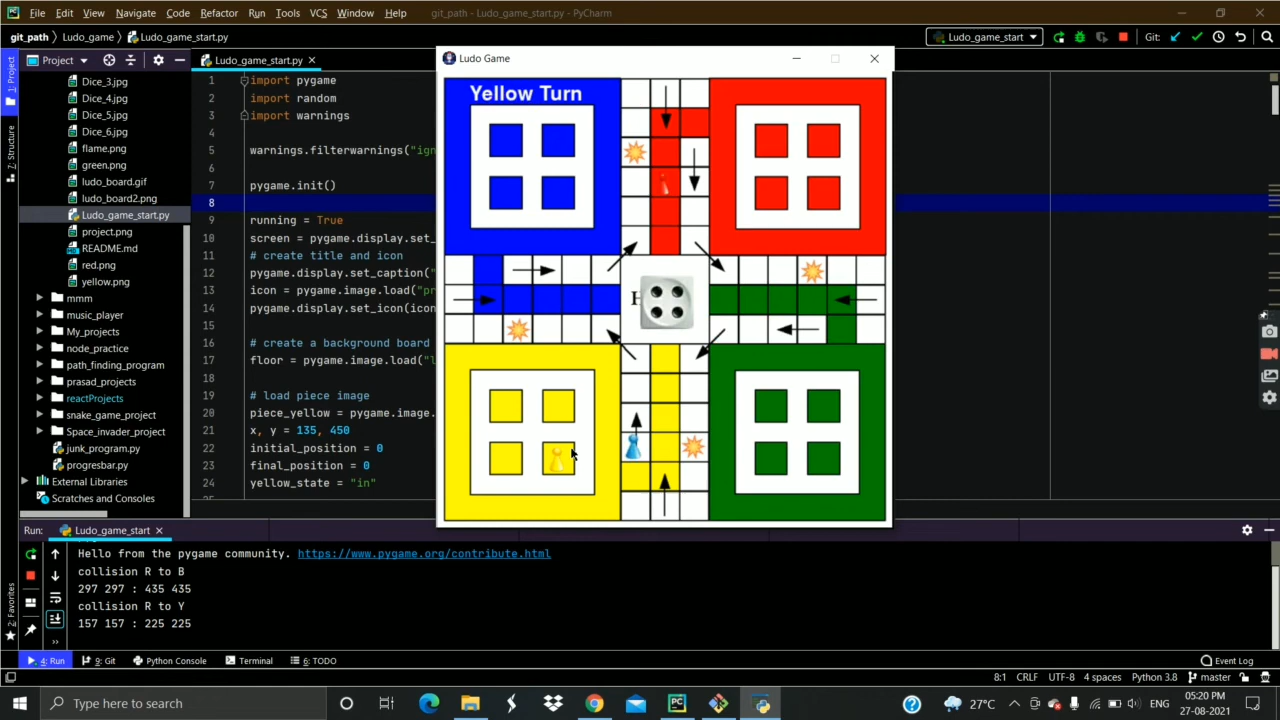 File Edit View Navigate Code Refactor Run Tools VCS Window Help git_path - Ludo_game_start.py - PyCharm
git_path Ludo_game Ludo_game_start.py
Ludo_game_start
Git:
1: Project
Project
Ludo_game_start.py
Dice_3.jpg
Dice_4.jpg
Dice_5.jpg
Dice_6.jpg
flame.png
green.png
ludo_board.gif
ludo_board2.png
Ludo_game_start.py
project.png
README.md
red.png
yellow.png
mmm
music_player
My_projects
node_practice
path_finding_program
prasad_projects
reactProjects
snake_game_project
Space_invader_project
junk_program.py
progresbar.py
External Libraries
Scratches and Consoles
7: Structure
2: Favorites
1 import pygame
2 import random
3 import warnings
4
5 warnings.filterwarnings("ign
6
7 pygame.init()
8
9 running = True
10 screen = pygame.display.set_
11 # create title and icon
12 pygame.display.set_caption("
13 icon = pygame.image.load("pr
14 pygame.display.set_icon(icon
15
16 # create a background board
17 floor = pygame.image.load("l
18
19 # load piece image
20 piece_yellow = pygame.image.
21 x, y = 135, 450
22 initial_position = 0
23 final_position = 0
24 yellow_state = "in"
Ludo Game
Yellow Turn
Run: Ludo_game_start
Hello from the pygame community. https://www.pygame.org/contribute.html
collision R to B
297 297 : 435 435
collision R to Y
157 157 : 225 225
4: Run 9: Git Python Console Terminal 6: TODO Event Log
8:1 CRLF UTF-8 4 spaces Python 3.8 master
Type here to search
27°C ENG
05:20 PM
27-08-2021